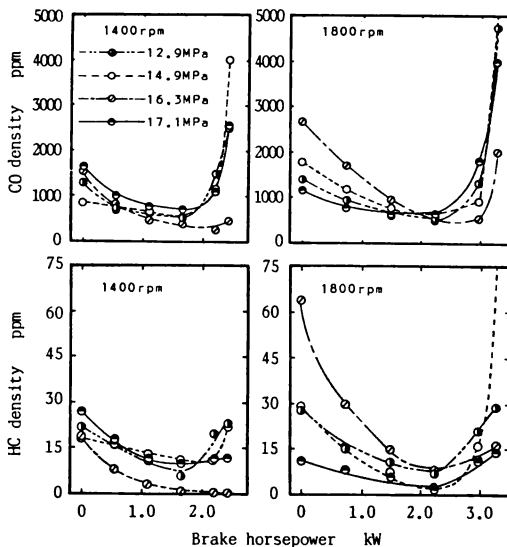 1400rpm
12.9MPa
14.9MPa
16.3MPa
17.1MPa
CO density ppm
5000
4000
3000
2000
1000
0
1800rpm
5000
4000
3000
2000
1000
0
1400rpm
HC density ppm
75
60
45
30
15
0
0 1.0 2.0
1800rpm
75
60
45
30
15
0
0 1.0 2.0 3.0
Brake horsepower kW